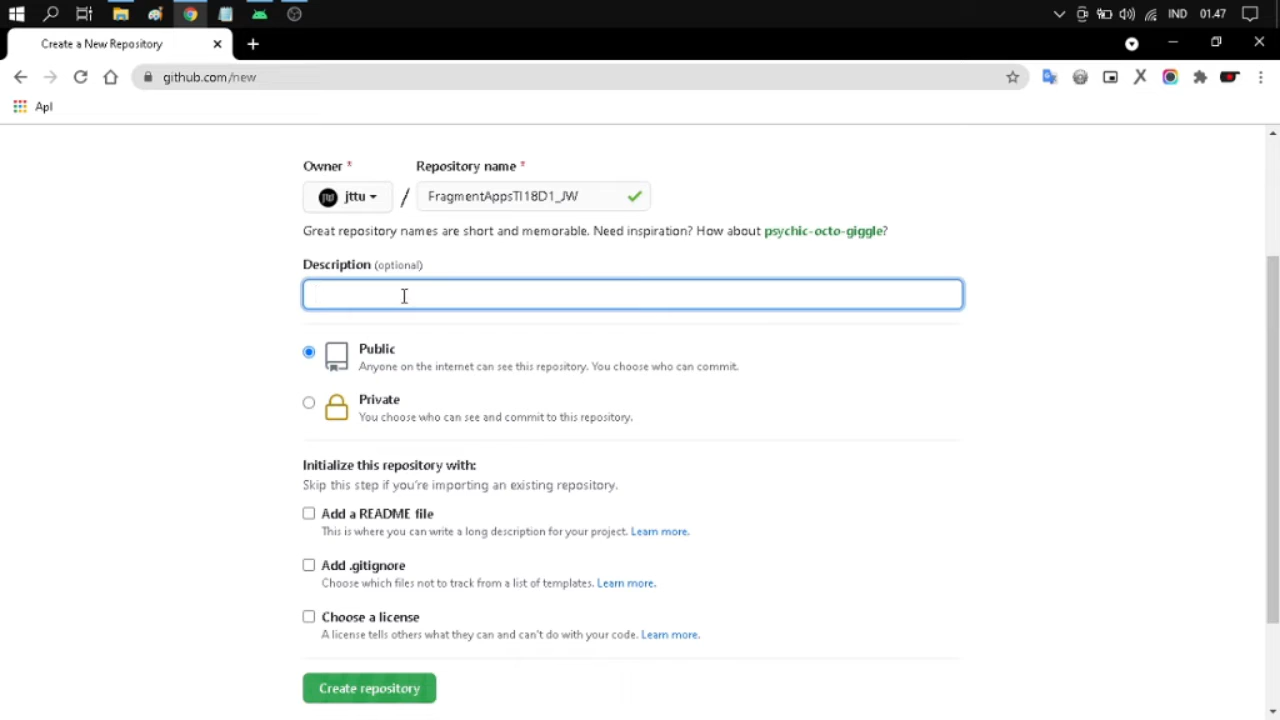 IND 01.47
Create a New Repository
github.com/new
Apl
Owner * Repository name *
jttu / FragmentAppsTI18D1_JW
Great repository names are short and memorable. Need inspiration? How about psychic-octo-giggle?
Description (optional)
Public
Anyone on the internet can see this repository. You choose who can commit.
Private
You choose who can see and commit to this repository.
Initialize this repository with:
Skip this step if you're importing an existing repository.
Add a README file
This is where you can write a long description for your project. Learn more.
Add .gitignore
Choose which files not to track from a list of templates. Learn more.
Choose a license
A license tells others what they can and can't do with your code. Learn more.
Create repository